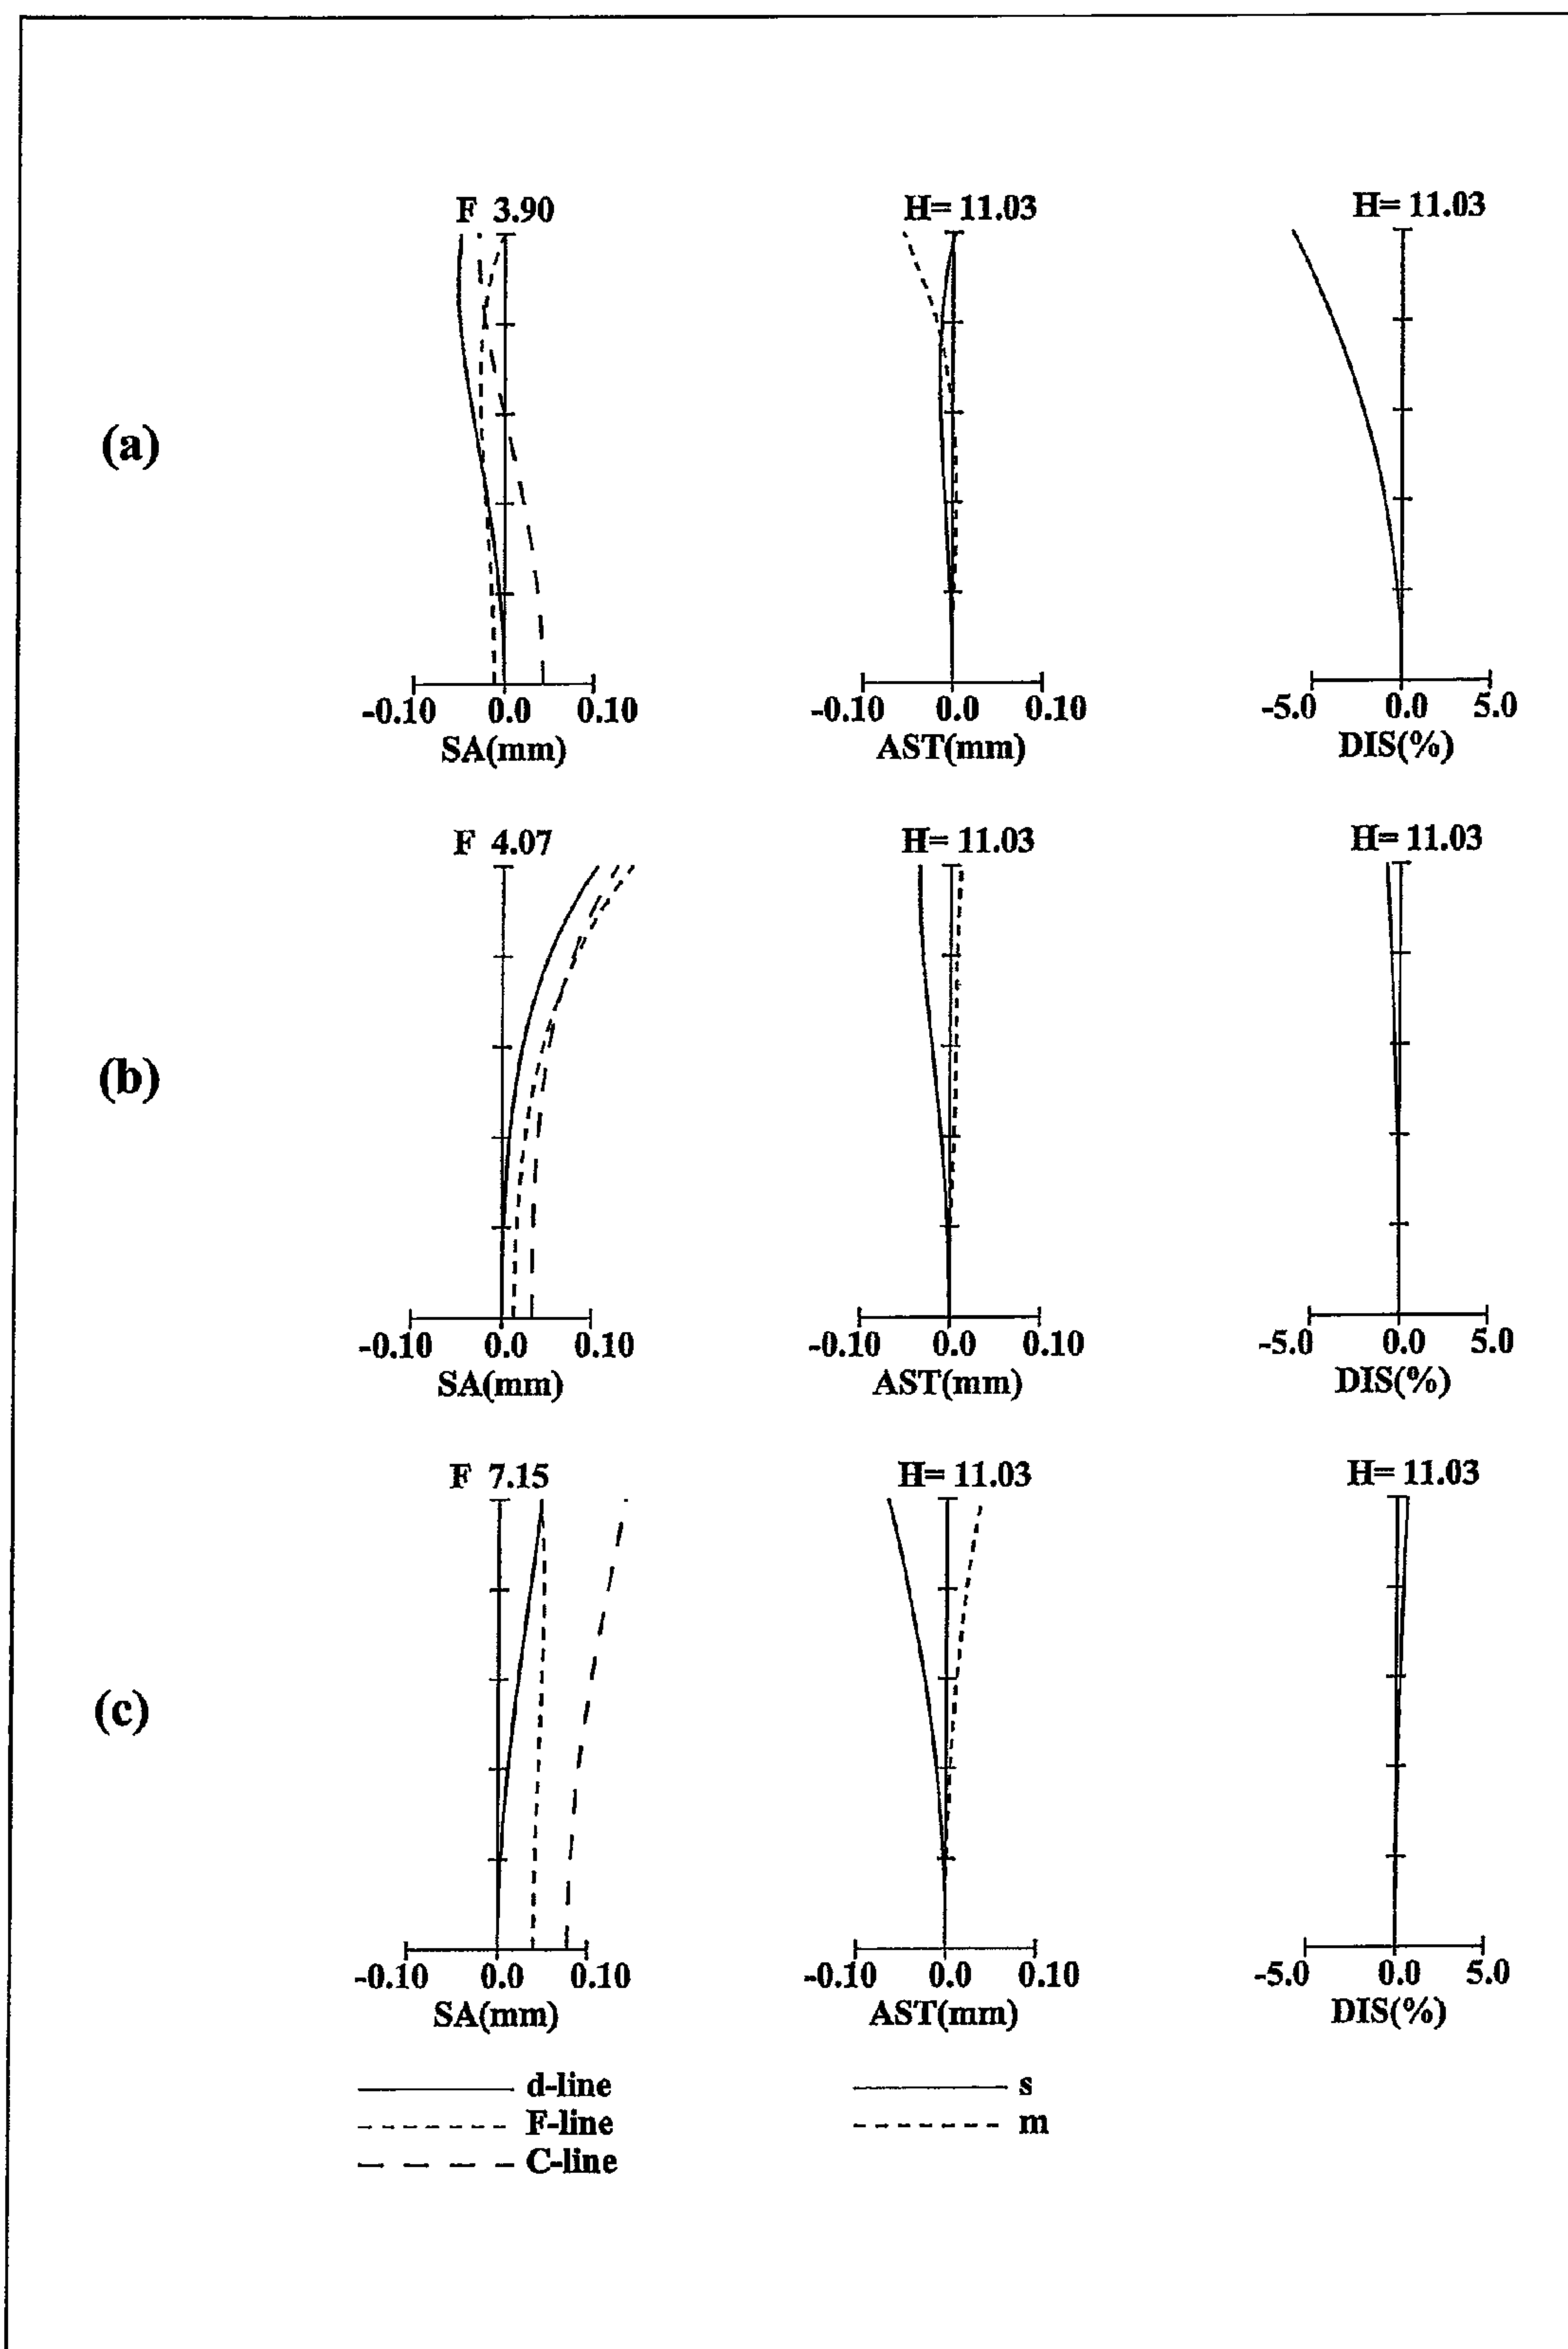 F 3.90 H= 11.03 H= 11.03
(a)
-0.10 0.0 0.10 -0.10 0.0 0.10 -5.0 0.0 5.0
SA(mm) AST(mm) DIS(%)
F 4.07 H= 11.03 H= 11.03
(b)
-0.10 0.0 0.10 -0.10 0.0 0.10 -5.0 0.0 5.0
SA(mm) AST(mm) DIS(%)
F 7.15 H= 11.03 H= 11.03
(c)
-0.10 0.0 0.10 -0.10 0.0 0.10 -5.0 0.0 5.0
SA(mm) AST(mm) DIS(%)
d-line s
F-line m
C-line